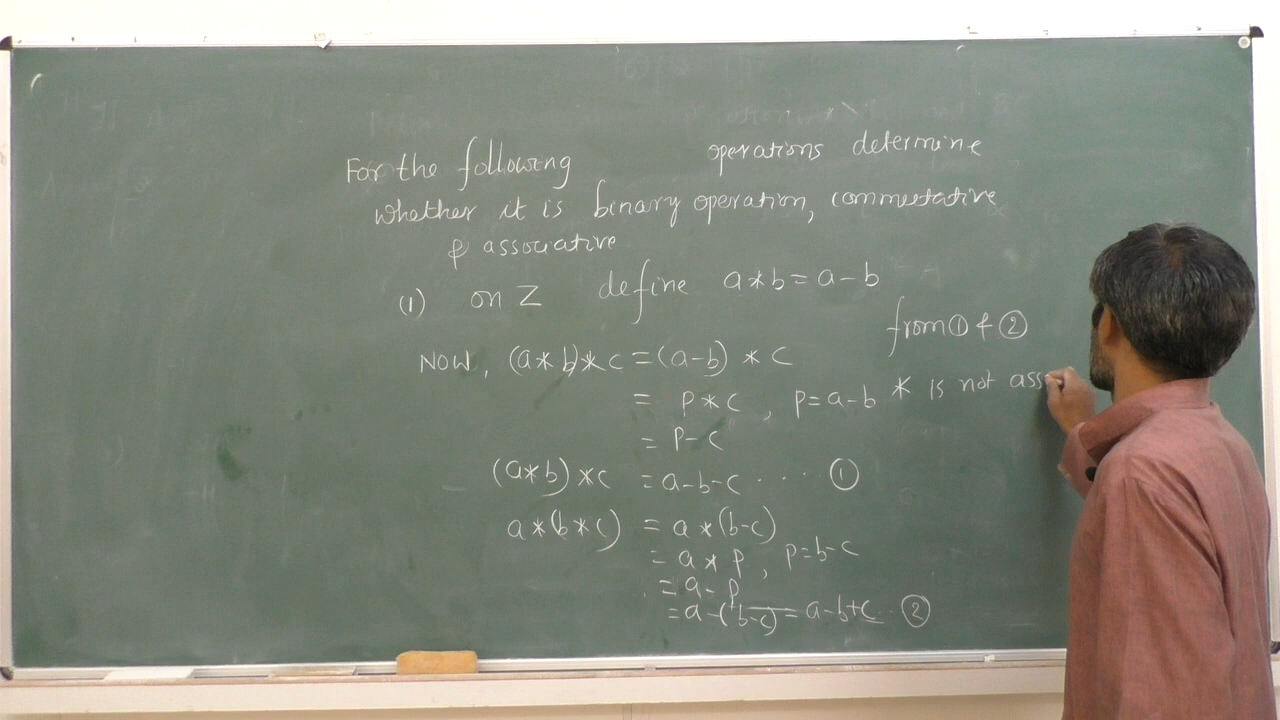 For the following operations determine
whether it is binary operation, commutative
& associative
(1) on Z define a*b=a-b
Now, (a*b)*c=(a-b) *c
= p*c, p=a-b
= p-c
(a*b)*c =a-b-c .... ①
a*(b*c) =a*(b-c)
=a*p, p=b-c
=a-p
=a-(b-c)=a-b+c.. ②
from ① & ②
* is not ass